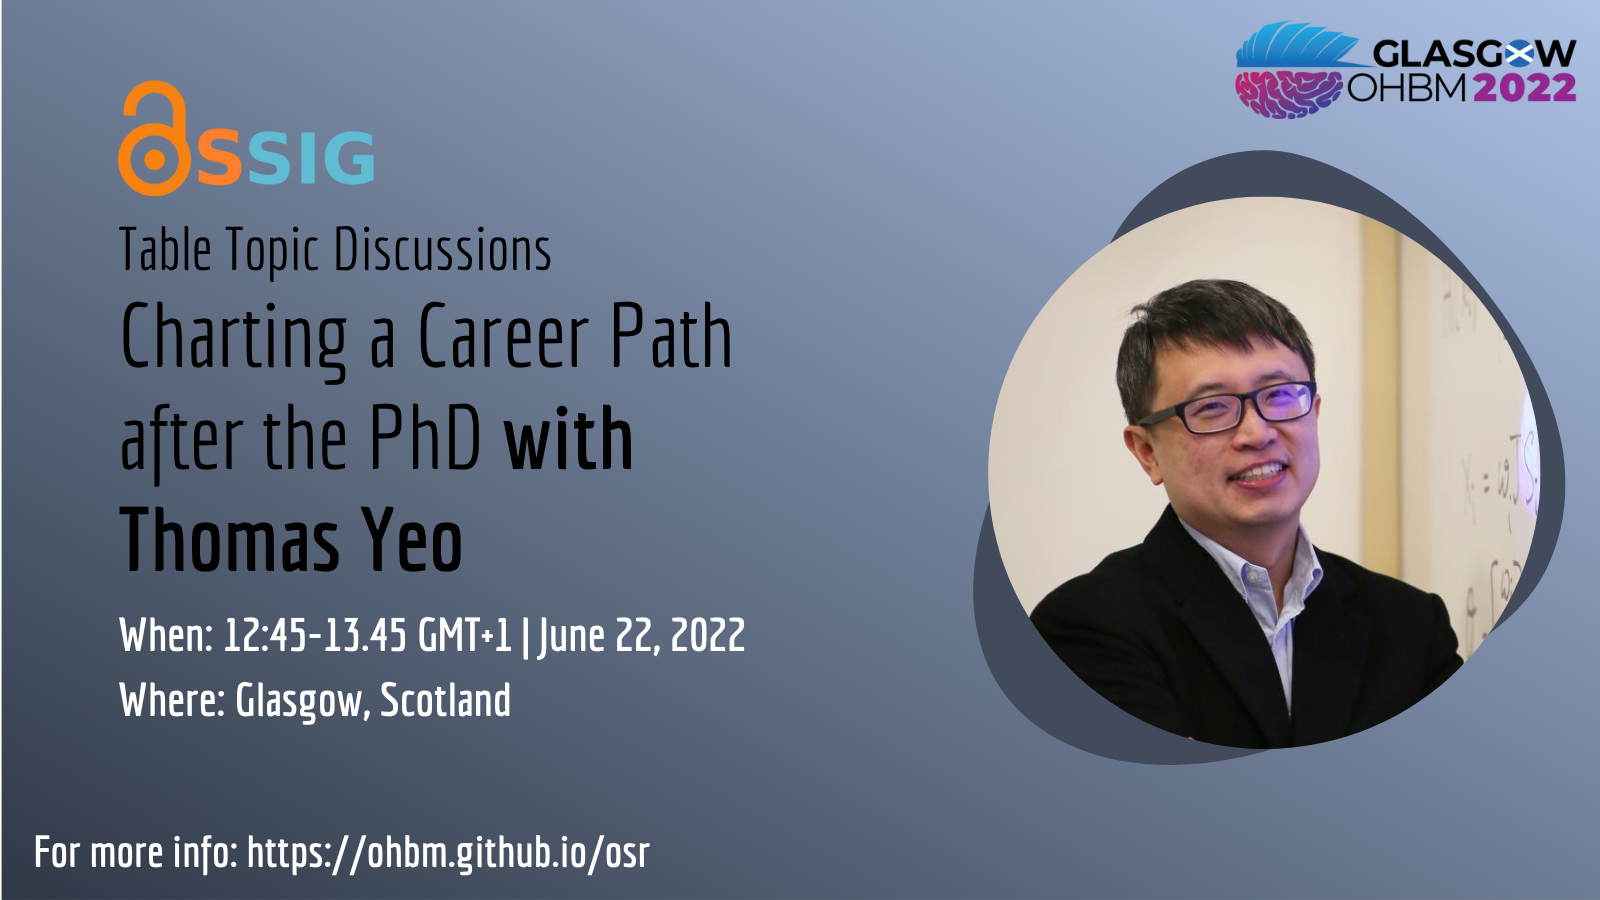 GLASGOW
OHBM 2022
OSSIG
Table Topic Discussions
Charting a Career Path
after the PhD with
Thomas Yeo
When: 12:45-13.45 GMT+1 | June 22, 2022
Where: Glasgow, Scotland
For more info: https://ohbm.github.io/osr